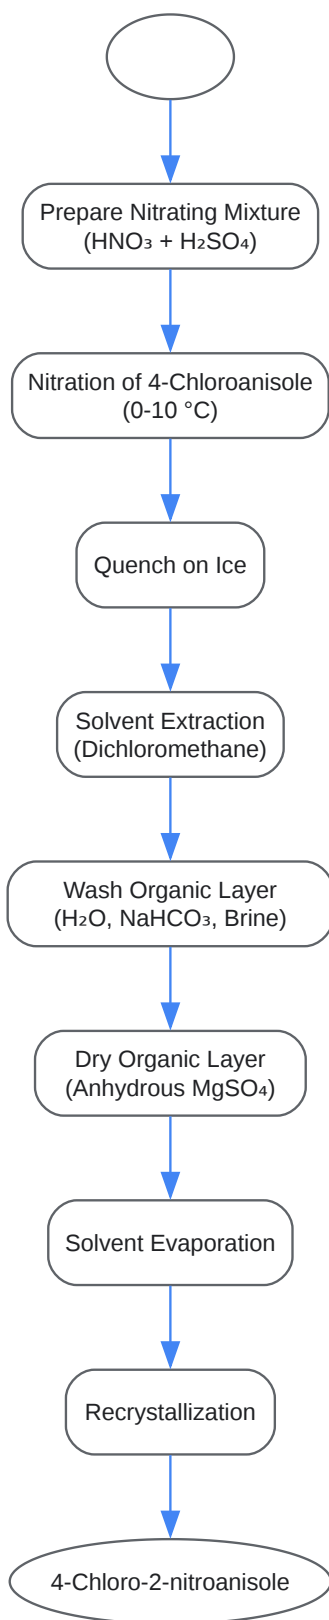 Prepare Nitrating Mixture
(HNO₃ + H₂SO₄)
Nitration of 4-Chloroanisole
(0-10 °C)
Quench on Ice
Solvent Extraction
(Dichloromethane)
Wash Organic Layer
(H₂O, NaHCO₃, Brine)
Dry Organic Layer
(Anhydrous MgSO₄)
Solvent Evaporation
Recrystallization
4-Chloro-2-nitroanisole